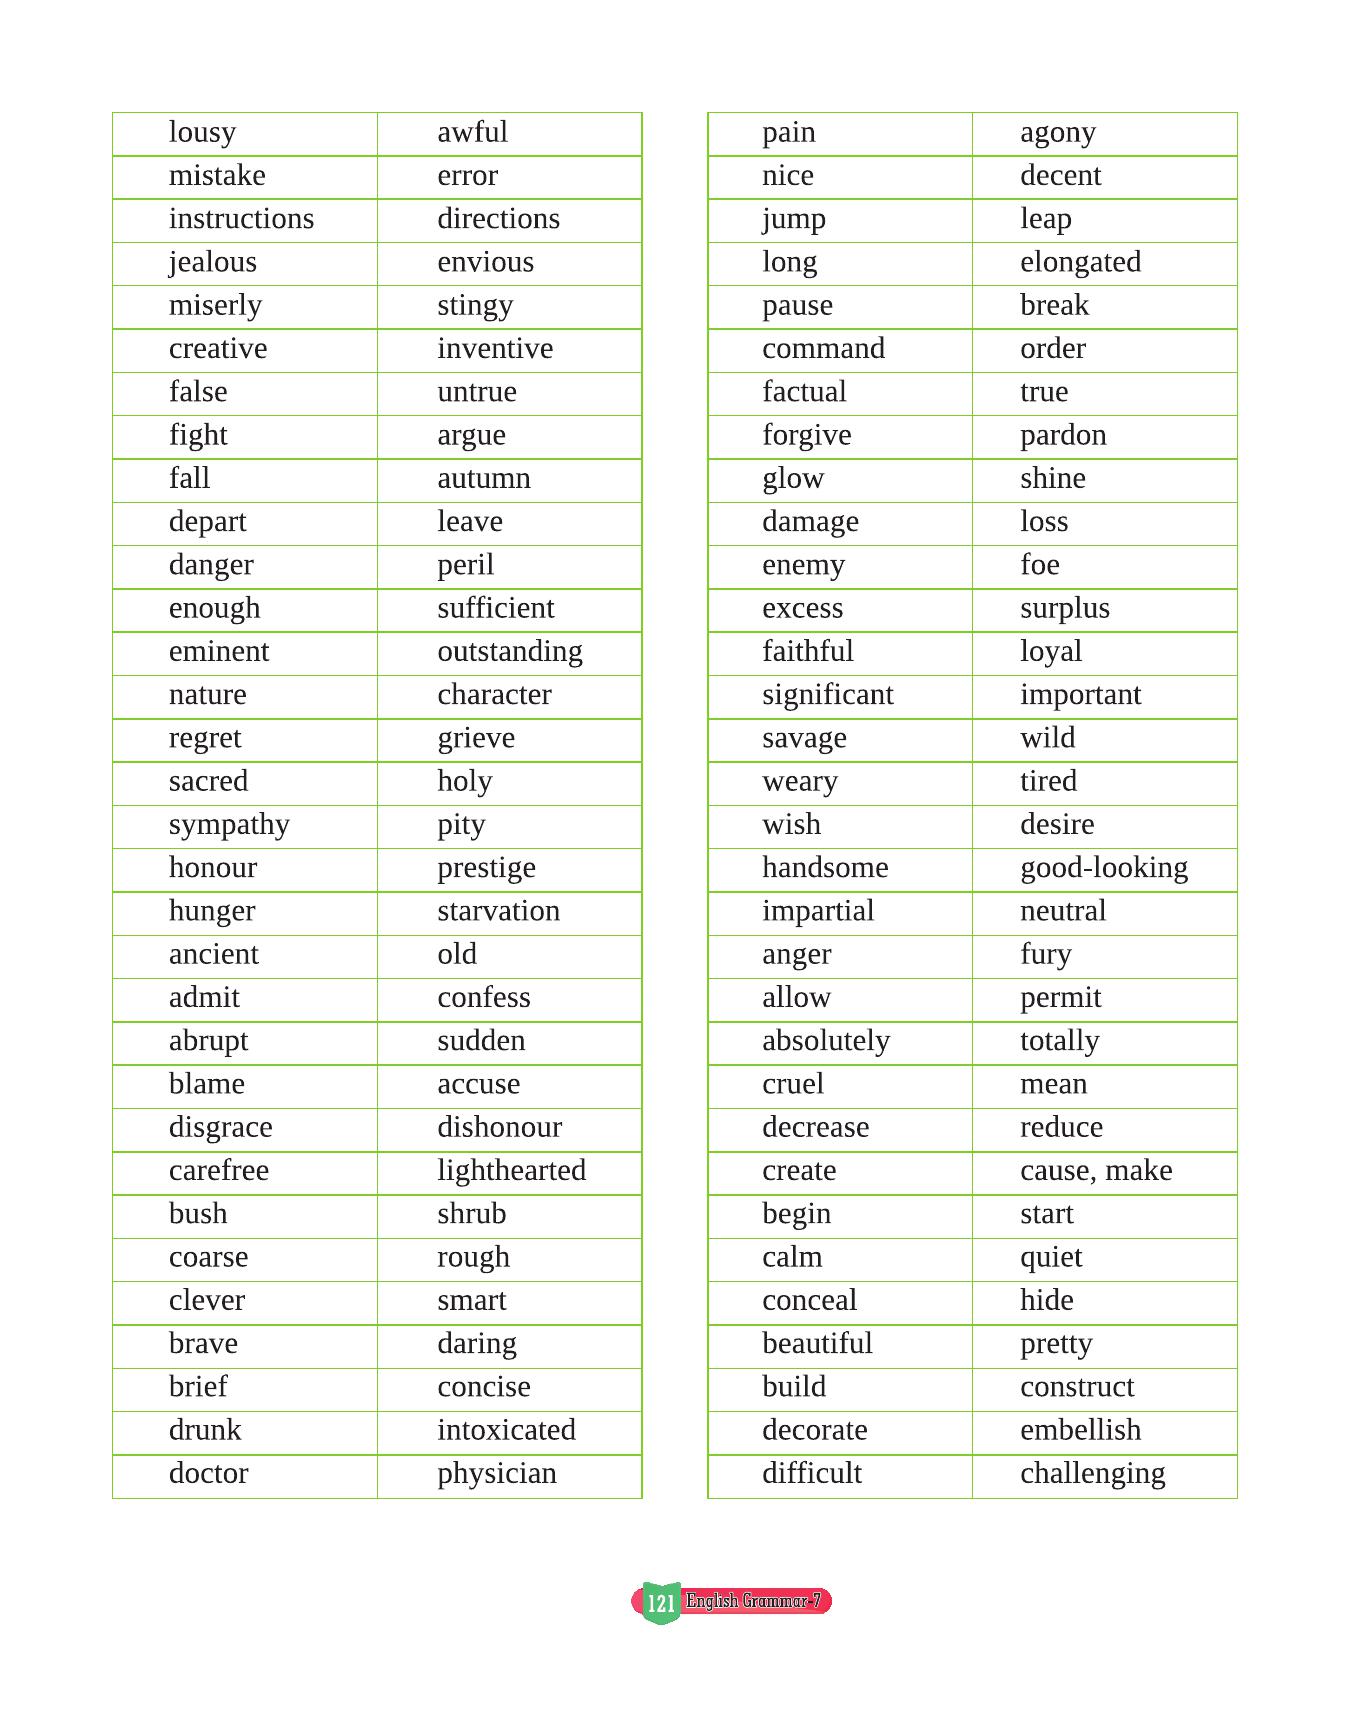 lousy awful
mistake error
instructions directions
jealous envious
miserly stingy
creative inventive
false untrue
fight argue
fall autumn
depart leave
danger peril
enough sufficient
eminent outstanding
nature character
regret grieve
sacred holy
sympathy pity
honour prestige
hunger starvation
ancient old
admit confess
abrupt sudden
blame accuse
disgrace dishonour
carefree lighthearted
bush shrub
coarse rough
clever smart
brave daring
brief concise
drunk intoxicated
doctor physician
pain agony
nice decent
jump leap
long elongated
pause break
command order
factual true
forgive pardon
glow shine
damage loss
enemy foe
excess surplus
faithful loyal
significant important
savage wild
weary tired
wish desire
handsome good-looking
impartial neutral
anger fury
allow permit
absolutely totally
cruel mean
decrease reduce
create cause, make
begin start
calm quiet
conceal hide
beautiful pretty
build construct
decorate embellish
difficult challenging
121 English Grammar-7